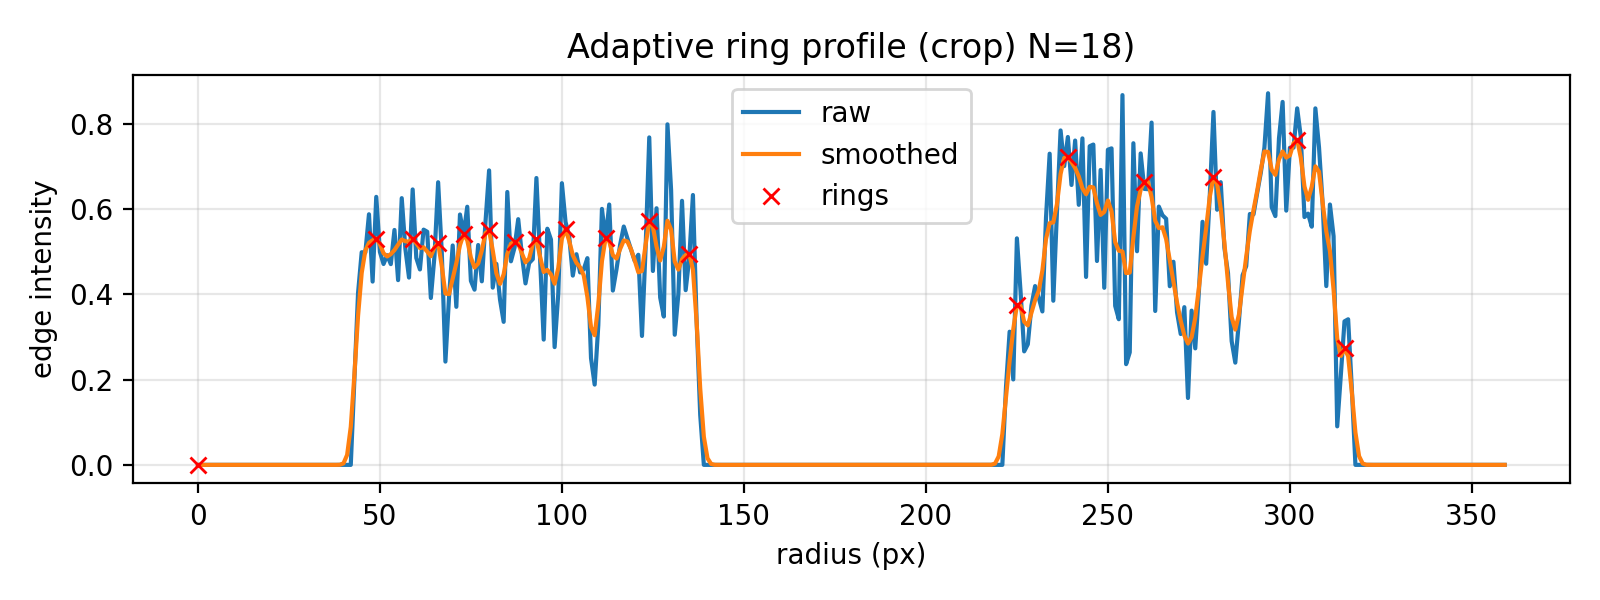 Adaptive ring profile (crop) N=18)
raw
smoothed
rings
edge intensity
0.8
0.6
0.4
0.2
0.0
0 50 100 150 200 250 300 350
radius (px)